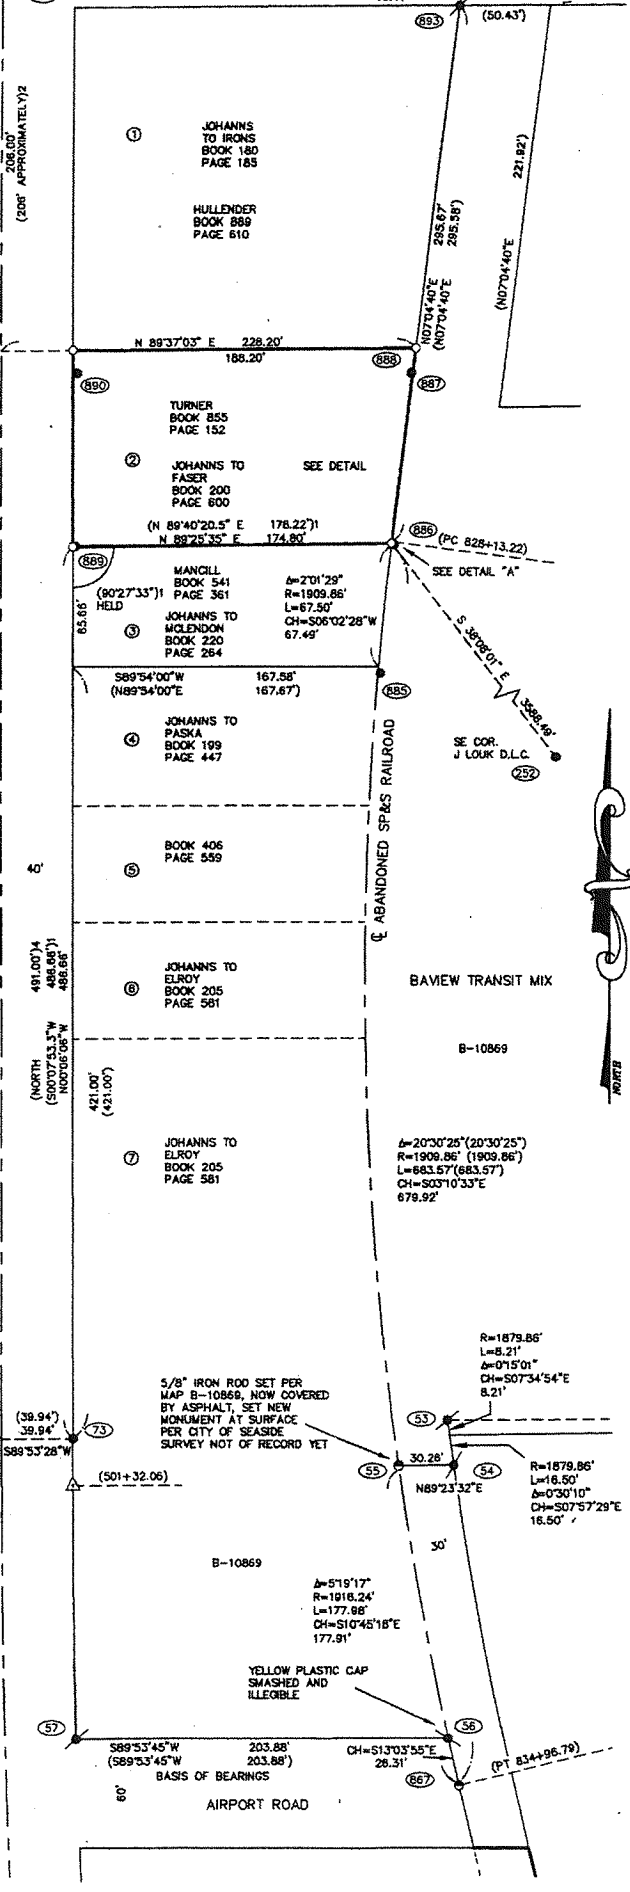 893
(50.43')
206.00'
(206' APPROXIMATELY)2
1
JOHANNS
TO IRONS
BOOK 180
PAGE 185
HULLENDER
BOOK 889
PAGE 610
295.67'
295.58')
N07°04'40"E
(N07°04'40"E
221.92')
(N07°04'40"E
N 89°37'03" E 228.20'
188.20'
888
890
887
TURNER
BOOK 855
PAGE 152
2
JOHANNS TO
FASER
BOOK 200
PAGE 600
SEE DETAIL
(N 89°40'20.5" E 178.22')1
N 89°25'35" E 174.80'
886
(PC 828+13.22)
SEE DETAIL "A"
889
(90°27'33")1
HELD
65.66'
MANCILL
BOOK 541
PAGE 361
Δ=2°01'29"
R=1909.86'
L=67.50'
CH=S06°02'28"W
67.49'
3
JOHANNS TO
MCLENDON
BOOK 220
PAGE 264
S 38°08'01" E
3588.49'
S89°54'00"W 167.58'
(N89°54'00"E 167.67')
885
4
JOHANNS TO
PASKA
BOOK 199
PAGE 447
SE COR.
J LOUK D.L.C.
252
℄ ABANDONED SP&S RAILROAD
40'
5
BOOK 406
PAGE 559
491.00')4
486.66')1
486.66'
(NORTH
(S00°07'53.3"W
N00°06'06"W
6
JOHANNS TO
ELROY
BOOK 205
PAGE 581
BAVIEW TRANSIT MIX
B-10869
NORTH
421.00'
(421.00')
7
JOHANNS TO
ELROY
BOOK 205
PAGE 581
Δ=20°30'25"(20°30'25")
R=1909.86' (1909.86')
L=683.57'(683.57')
CH=S03°10'33"E
679.92'
R=1879.86'
L=8.21'
Δ=0°15'01"
CH=S07°34'54"E
8.21'
5/8" IRON ROD SET PER
MAP B-10869, NOW COVERED
BY ASPHALT, SET NEW
MONUMENT AT SURFACE
PER CITY OF SEASIDE
SURVEY NOT OF RECORD YET
(39.94')
39.94'
S89°53'28"W
73
53
(501+32.06)
55
30.26'
54
N89°23'32"E
R=1879.86'
L=16.50'
Δ=0°30'10"
CH=S07°57'29"E
16.50'
30'
B-10869
Δ=5°19'17"
R=1916.24'
L=177.98'
CH=S10°45'18"E
177.91'
YELLOW PLASTIC CAP
SMASHED AND
ILLEGIBLE
57
56
S89°53'45"W 203.88'
(S89°53'45"W 203.88')
BASIS OF BEARINGS
CH=S13°03'55"E
26.31'
867
(PT 834+96.79)
60'
AIRPORT ROAD